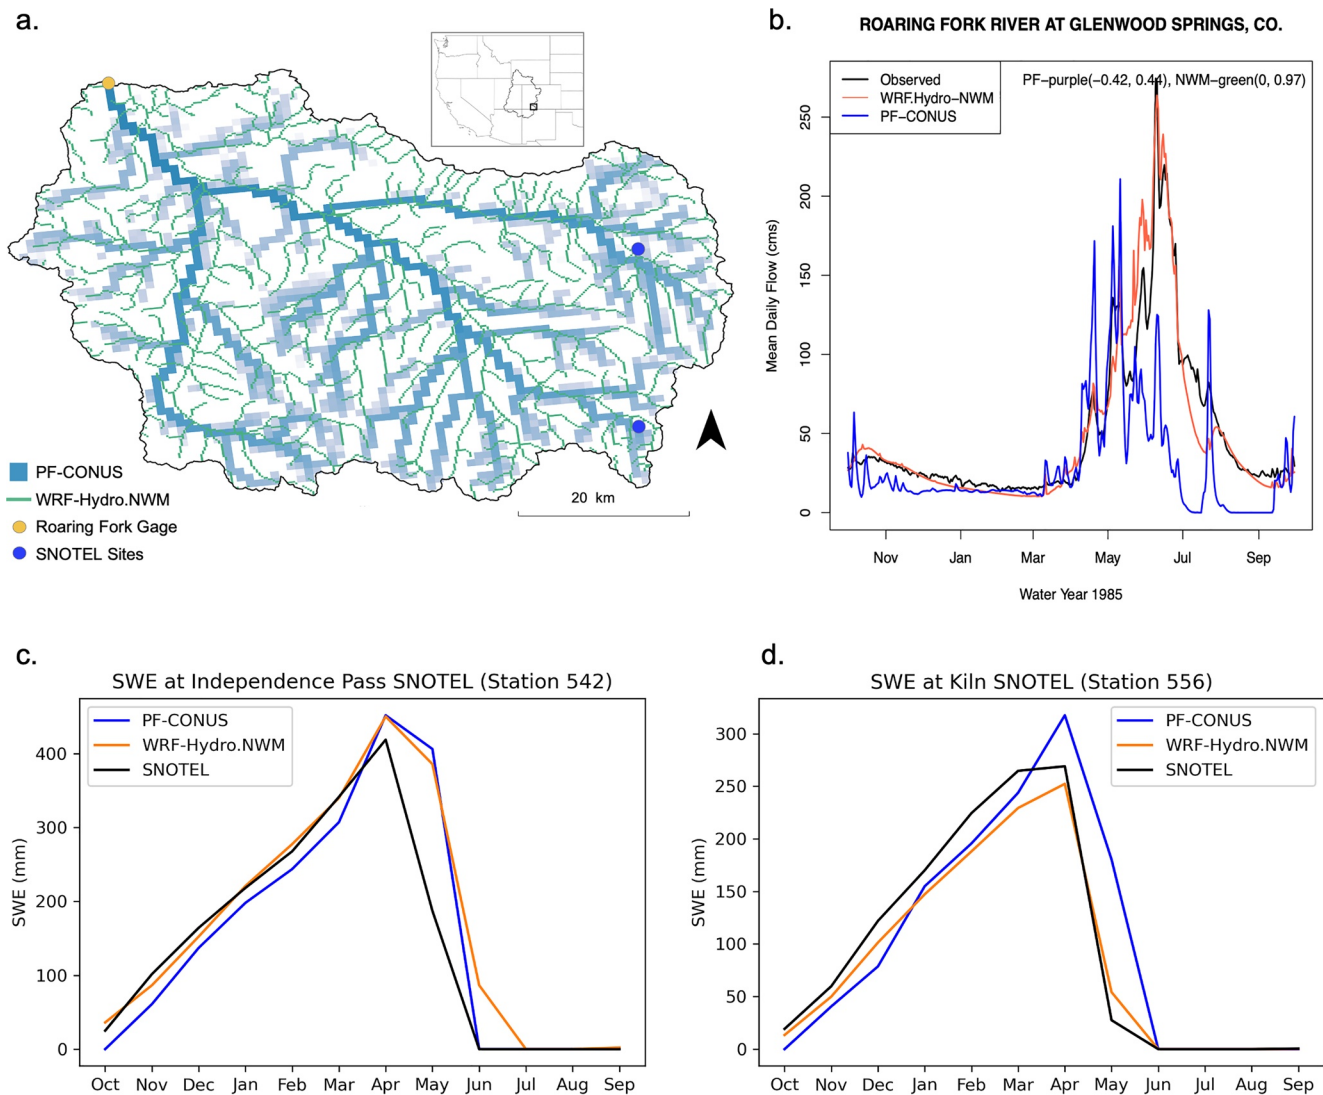 a.
PF-CONUS
WRF-Hydro.NWM
Roaring Fork Gage
SNOTEL Sites
20 km
b.
ROARING FORK RIVER AT GLENWOOD SPRINGS, CO.
Observed
WRF.Hydro−NWM
PF−CONUS
PF−purple(−0.42, 0.44), NWM−green(0, 0.97)
Mean Daily Flow (cms)
250
200
150
100
50
0
Nov Jan Mar May Jul Sep
Water Year 1985
c.
SWE at Independence Pass SNOTEL (Station 542)
PF-CONUS
WRF-Hydro.NWM
SNOTEL
SWE (mm)
400
300
200
100
0
Oct Nov Dec Jan Feb Mar Apr May Jun Jul Aug Sep
d.
SWE at Kiln SNOTEL (Station 556)
PF-CONUS
WRF-Hydro.NWM
SNOTEL
SWE (mm)
300
250
200
150
100
50
0
Oct Nov Dec Jan Feb Mar Apr May Jun Jul Aug Sep